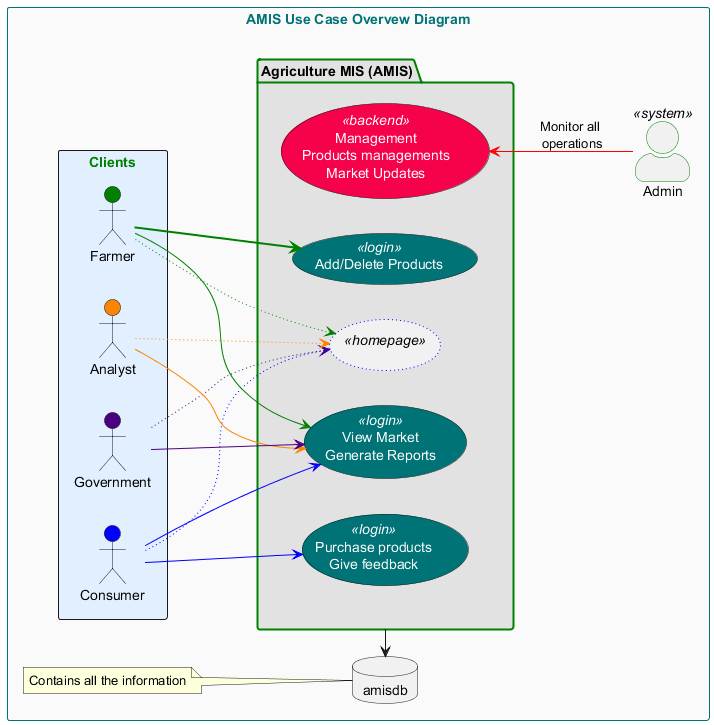 AMIS Use Case Overvew Diagram
Agriculture MIS (AMIS)
«backend»
Management
Products managements
Market Updates
Monitor all
operations
«system»
Admin
Clients
Farmer
«login»
Add/Delete Products
Analyst
«homepage»
Government
«login»
View Market
Generate Reports
Consumer
«login»
Purchase products
Give feedback
Contains all the information
amisdb